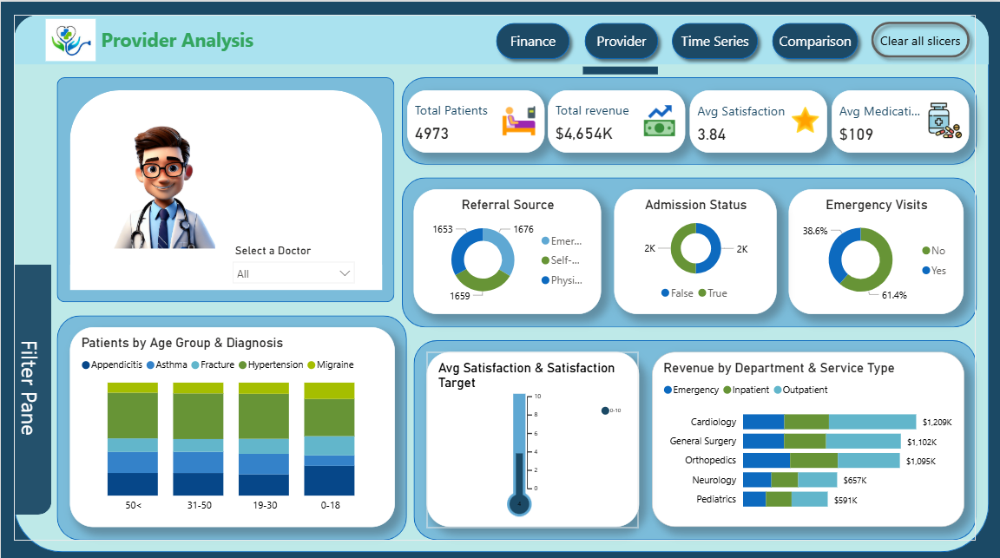 Provider Analysis
Finance
Provider
Time Series
Comparison
Clear all slicers
Select a Doctor
All
Total Patients
4973
Total revenue
$4,654K
Avg Satisfaction
3.84
Avg Medicati...
$109
Referral Source
1653
1676
1659
Emer...
Self-...
Physi...
Admission Status
2K
2K
False
True
Emergency Visits
38.6%
61.4%
No
Yes
Filter Pane
Patients by Age Group & Diagnosis
Appendicitis
Asthma
Fracture
Hypertension
Migraine
50<
31-50
19-30
0-18
Avg Satisfaction & Satisfaction
Target
10
8
6
4
2
0
4
0-10
Revenue by Department & Service Type
Emergency
Inpatient
Outpatient
Cardiology
$1,209K
General Surgery
$1,102K
Orthopedics
$1,095K
Neurology
$657K
Pediatrics
$591K